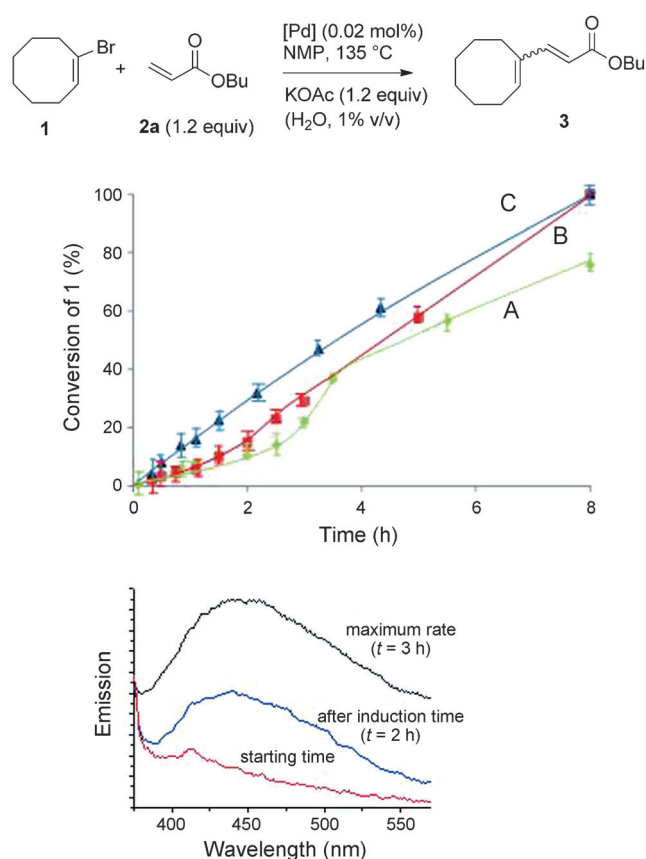 Br
1
+
O
OBu
2a (1.2 equiv)
[Pd] (0.02 mol%)
NMP, 135 °C
KOAc (1.2 equiv)
(H₂O, 1% v/v)
O
OBu
3
Conversion of 1 (%)
100
80
60
40
20
0
C
B
A
0 2 4 6 8
Time (h)
Emission
maximum rate
(t = 3 h)
after induction time
(t = 2 h)
starting time
400 450 500 550
Wavelength (nm)